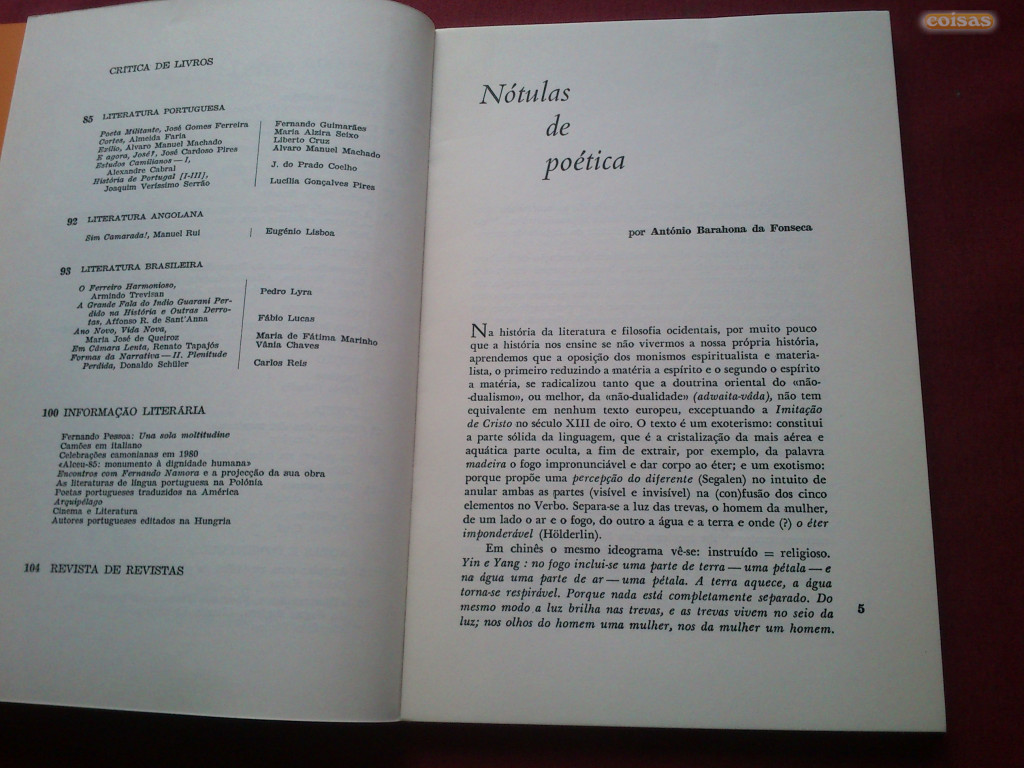 coisas
CRITICA DE LIVROS
85 LITERATURA PORTUGUESA
Poeta Militante, José Gomes Ferreira | Fernando Guimarães
Cortes, Almeida Faria | Maria Alzira Seixo
Exílio, Alvaro Manuel Machado | Liberto Cruz
E agora, José?, José Cardoso Pires | Alvaro Manuel Machado
Estudos Camilianos — I,
Alexandre Cabral | J. do Prado Coelho
História de Portugal [I-III],
Joaquim Veríssimo Serrão | Lucília Gonçalves Pires
92 LITERATURA ANGOLANA
Sim Camarada!, Manuel Rui | Eugénio Lisboa
93 LITERATURA BRASILEIRA
O Ferreiro Harmonioso,
Armindo Trevisan | Pedro Lyra
A Grande Fala do Indio Guarani Per-
dido na História e Outras Derro-
tas, Affonso R. de Sant'Anna | Fábio Lucas
Ano Novo, Vida Nova,
Maria José de Queiroz | Maria de Fátima Marinho
Em Câmara Lenta, Renato Tapajós | Vânia Chaves
Formas da Narrativa — II. Plenitude
Perdida, Donaldo Schüler | Carlos Reis
100 INFORMAÇÃO LITERÁRIA
Fernando Pessoa: Una sola moltitudine
Camões em italiano
Celebrações camonianas em 1980
«Alceu-85: monumento à dignidade humana»
Encontros com Fernando Namora e a projecção da sua obra
As literaturas de língua portuguesa na Polónia
Poetas portugueses traduzidos na América
Arquipélago
Cinema e Literatura
Autores portugueses editados na Hungria
104 REVISTA DE REVISTAS
Nótulas
de
poética
por António Barahona da Fonseca
Na história da literatura e filosofia ocidentais, por muito pouco
que a história nos ensine se não vivermos a nossa própria história,
aprendemos que a oposição dos monismos espiritualista e materia-
lista, o primeiro reduzindo a matéria a espírito e o segundo o espírito
a matéria, se radicalizou tanto que a doutrina oriental do «não-
-dualismo», ou melhor, da «não-dualidade» (adwaita-váda), não tem
equivalente em nenhum texto europeu, exceptuando a Imitação
de Cristo no século XIII de oiro. O texto é um exoterismo: constitui
a parte sólida da linguagem, que é a cristalização da mais aérea e
aquática parte oculta, a fim de extrair, por exemplo, da palavra
madeira o fogo impronunciável e dar corpo ao éter; e um exotismo:
porque propõe uma percepção do diferente (Segalen) no intuito de
anular ambas as partes (visível e invisível) na (con)fusão dos cinco
elementos no Verbo. Separa-se a luz das trevas, o homem da mulher,
de um lado o ar e o fogo, do outro a água e a terra e onde (?) o éter
imponderável (Hölderlin).
Em chinês o mesmo ideograma vê-se: instruído = religioso.
Yin e Yang : no fogo inclui-se uma parte de terra — uma pétala — e
na água uma parte de ar — uma pétala. A terra aquece, a água
torna-se respirável. Porque nada está completamente separado. Do
mesmo modo a luz brilha nas trevas, e as trevas vivem no seio da
luz; nos olhos do homem uma mulher, nos da mulher um homem.
5